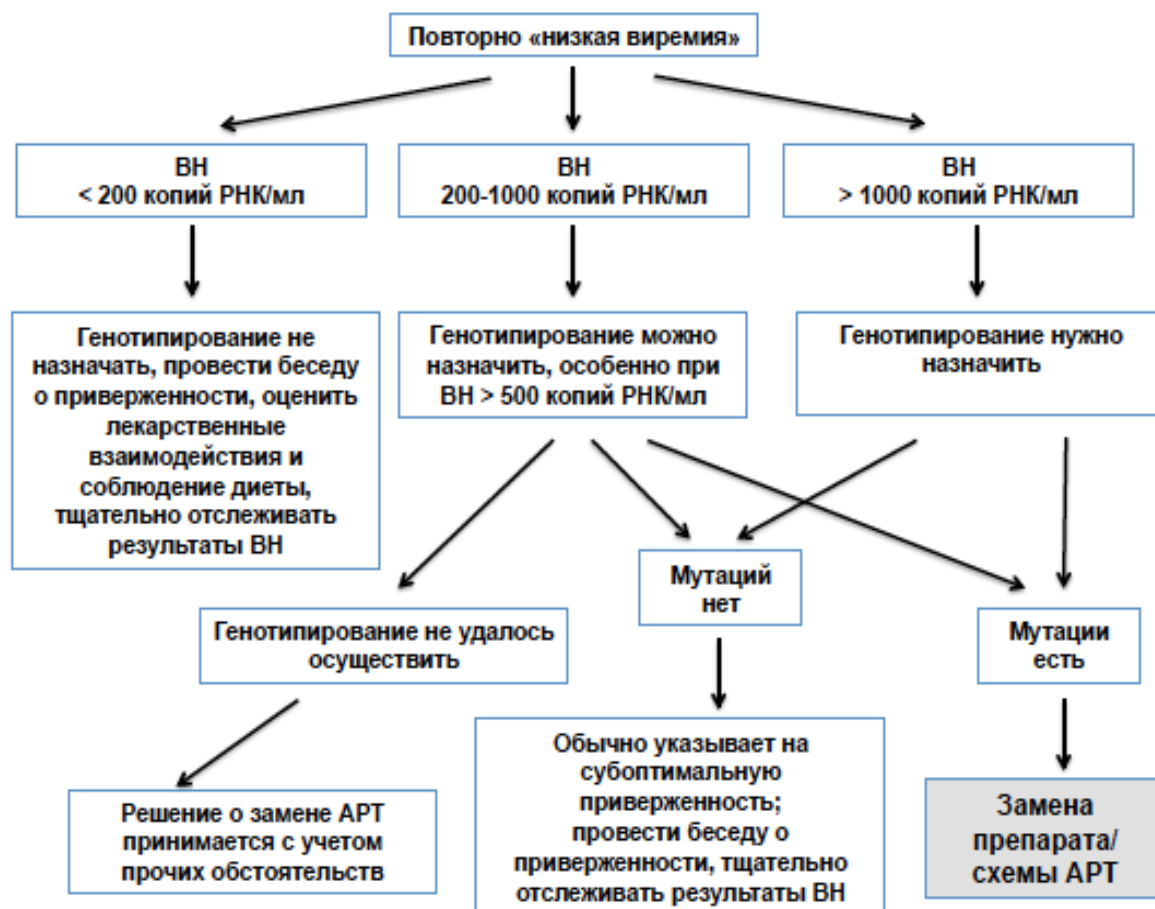 Повторно «низкая виремия»
ВН
< 200 копий РНК/мл
ВН
200-1000 копий РНК/мл
ВН
> 1000 копий РНК/мл
Генотипирование не
назначать, провести беседу
о приверженности, оценить
лекарственные
взаимодействия и
соблюдение диеты,
тщательно отслеживать
результаты ВН
Генотипирование можно
назначить, особенно при
ВН > 500 копий РНК/мл
Генотипирование нужно
назначить
Генотипирование не удалось
осуществить
Мутаций
нет
Мутации
есть
Решение о замене АРТ
принимается с учетом
прочих обстоятельств
Обычно указывает на
субоптимальную
приверженность;
провести беседу о
приверженности, тщательно
отслеживать результаты ВН
Замена
препарата/
схемы АРТ